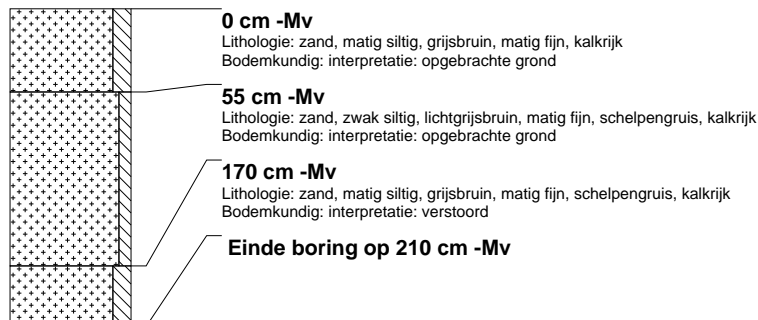 0 cm -Mv
Lithologie: zand, matig siltig, grijsbruin, matig fijn, kalkrijk
Bodemkundig: interpretatie: opgebrachte grond
55 cm -Mv
Lithologie: zand, zwak siltig, lichtgrijsbruin, matig fijn, schelpengruis, kalkrijk
Bodemkundig: interpretatie: opgebrachte grond
170 cm -Mv
Lithologie: zand, matig siltig, grijsbruin, matig fijn, schelpengruis, kalkrijk
Bodemkundig: interpretatie: verstoord
Einde boring op 210 cm -Mv